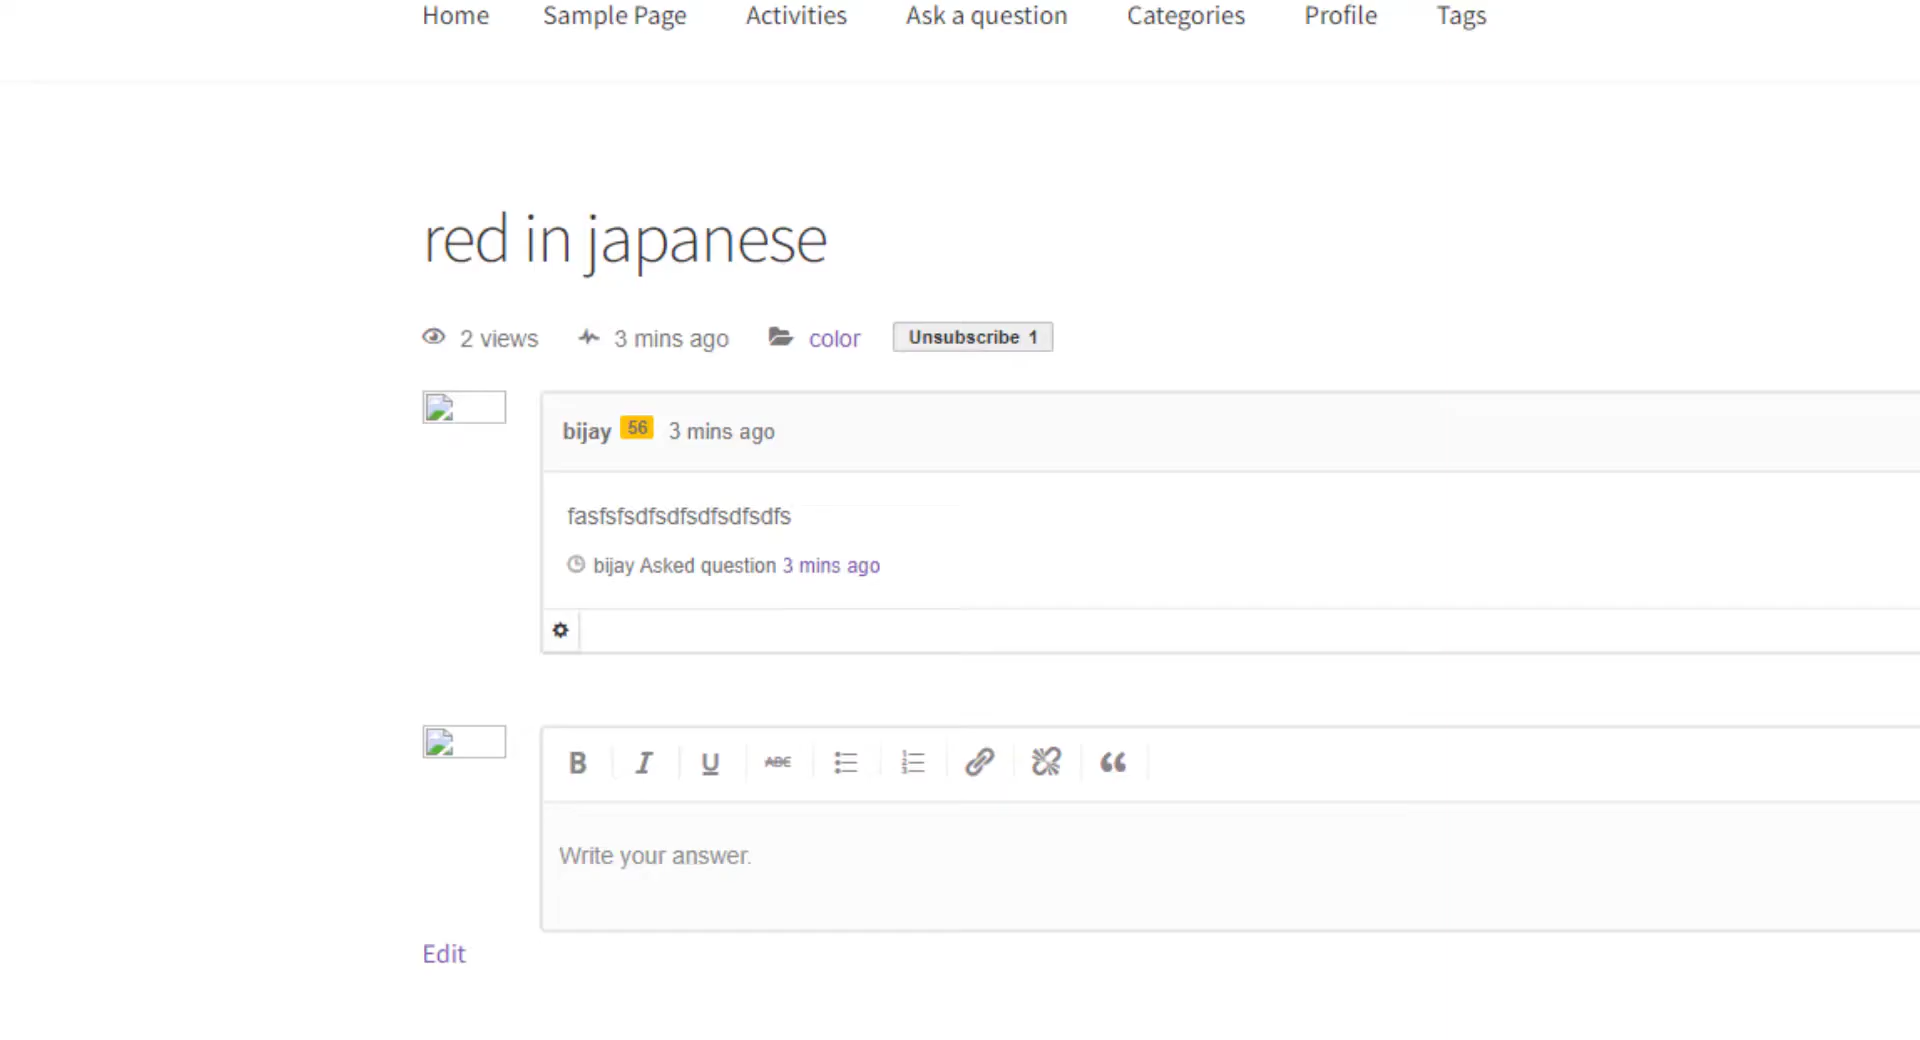 Home Sample Page Activities Ask a question Categories Profile Tags
red in japanese
2 views 3 mins ago color Unsubscribe 1
bijay 56 3 mins ago
fasfsfsdfsdfsdfsdfsdfs
bijay Asked question 3 mins ago
B I U ABC
Write your answer.
Edit